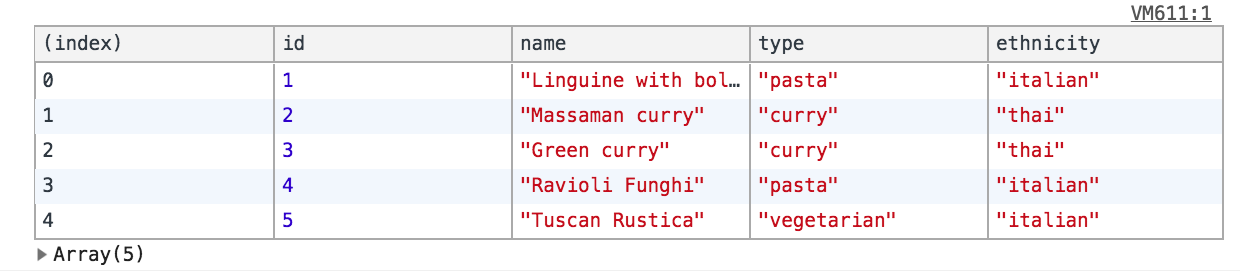 VM611:1
(index) id name type ethnicity
0 1 "Linguine with bol… "pasta" "italian"
1 2 "Massaman curry" "curry" "thai"
2 3 "Green curry" "curry" "thai"
3 4 "Ravioli Funghi" "pasta" "italian"
4 5 "Tuscan Rustica" "vegetarian" "italian"
▶ Array(5)